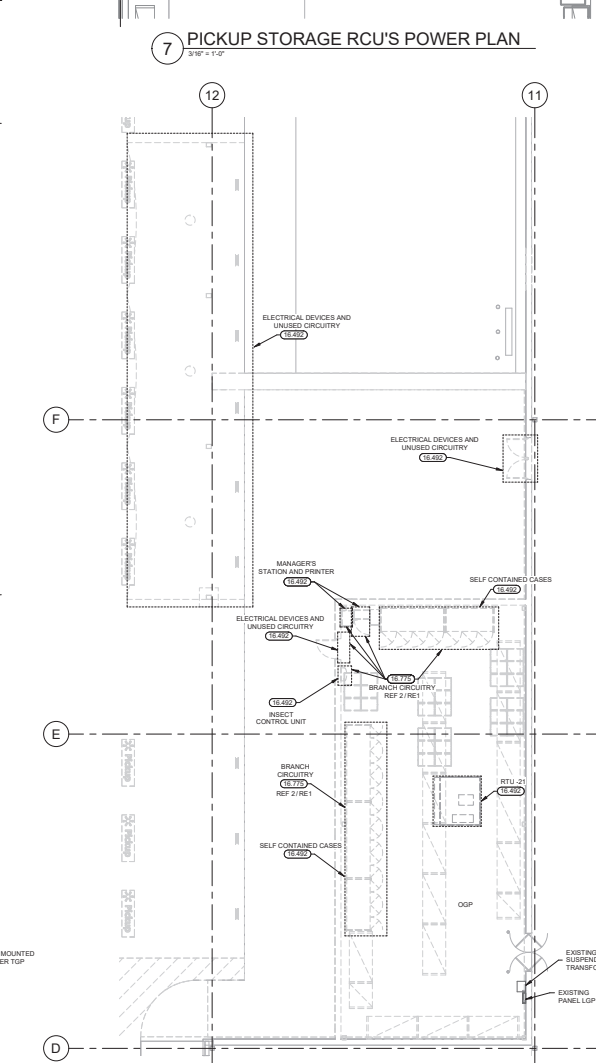 7
PICKUP STORAGE RCU'S POWER PLAN
3/16" = 1'-0"
12
11
ELECTRICAL DEVICES AND
UNUSED CIRCUITRY
16.492
F
ELECTRICAL DEVICES AND
UNUSED CIRCUITRY
16.492
MANAGER'S
STATION AND PRINTER
16.492
SELF CONTAINED CASES
16.492
ELECTRICAL DEVICES AND
UNUSED CIRCUITRY
16.492
16.775
BRANCH CIRCUITRY
REF 2 / RE1
16.492
INSECT
CONTROL UNIT
E
BRANCH
CIRCUITRY
16.775
REF 2 / RE1
RTU -21
16.492
SELF CONTAINED CASES
16.492
OGP
Pickup
Pickup
Pickup
MOUNTED
ER TGP
EXISTING
SUSPEND
TRANSFO
EXISTING
PANEL LGP
D